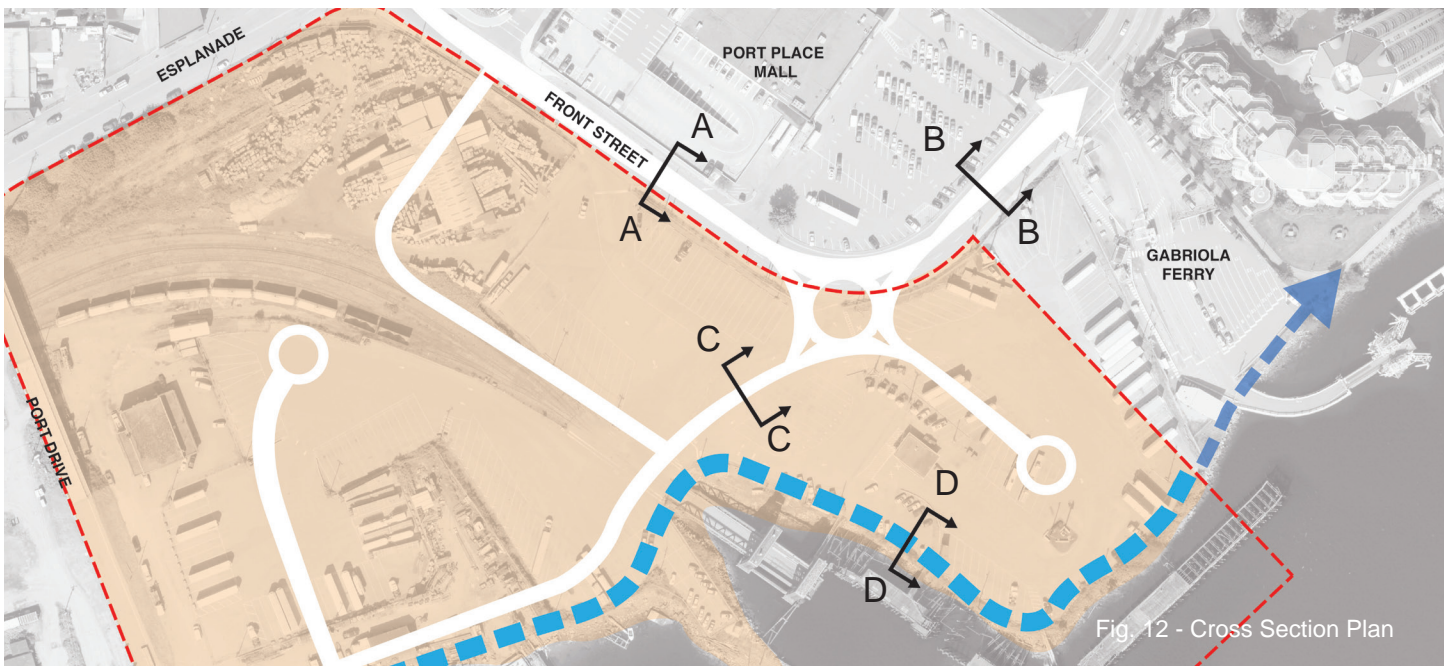 ESPLANADE
FRONT STREET
PORT PLACE
MALL
A
A
B
B
GABRIOLA
FERRY
C
C
PORT DRIVE
D
D
Fig. 12 - Cross Section Plan